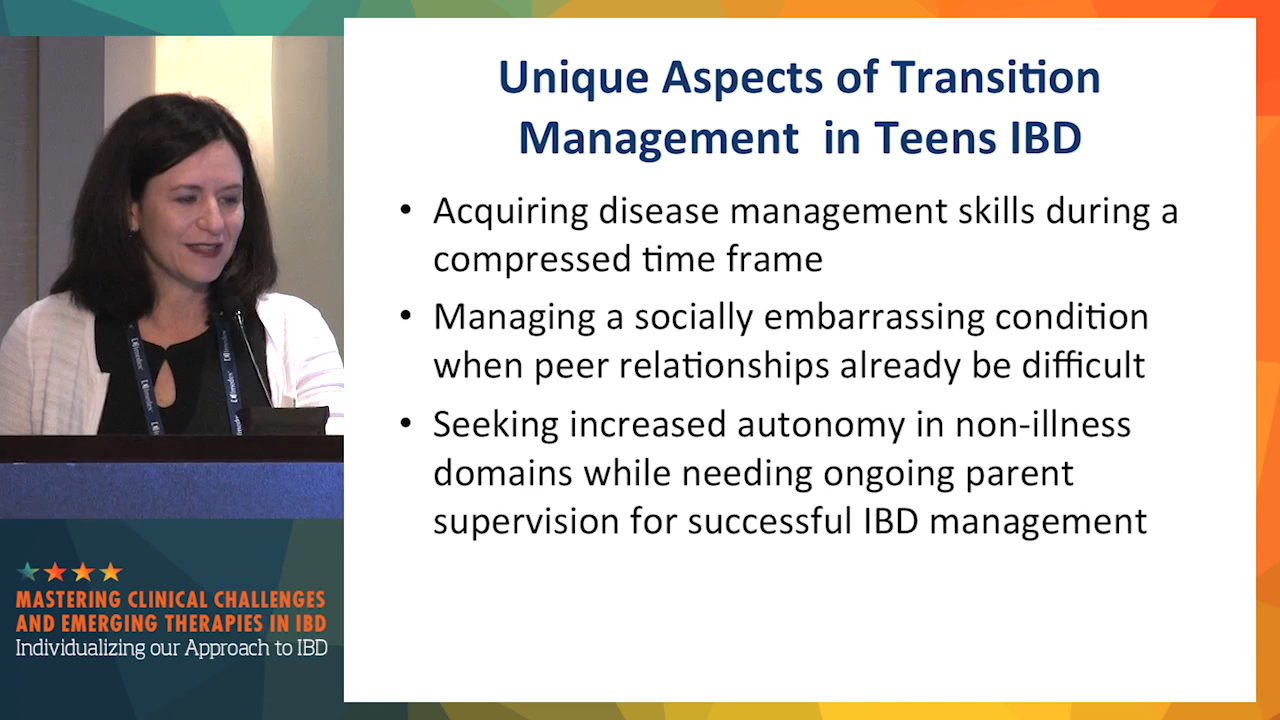 Unique Aspects of Transition
Management in Teens IBD
• Acquiring disease management skills during a
compressed time frame
• Managing a socially embarrassing condition
when peer relationships already be difficult
• Seeking increased autonomy in non-illness
domains while needing ongoing parent
supervision for successful IBD management
MASTERING CLINICAL CHALLENGES
AND EMERGING THERAPIES IN IBD
Individualizing our Approach to IBD